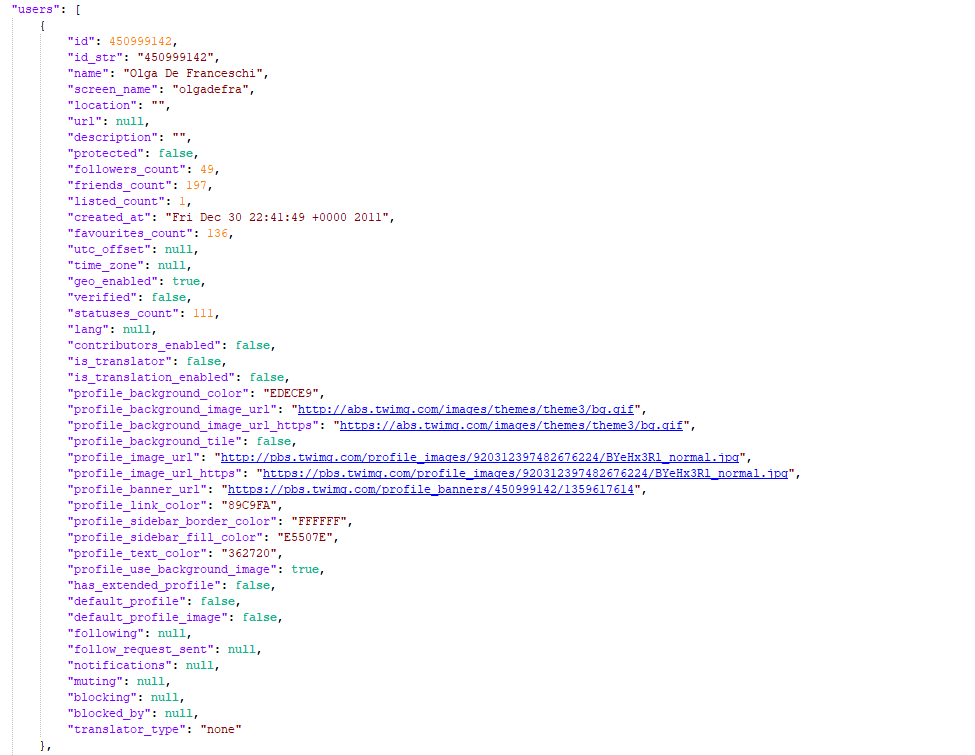 "users": [
{
"id": 450999142,
"id_str": "450999142",
"name": "Olga De Franceschi",
"screen_name": "olgadefra",
"location": "",
"url": null,
"description": "",
"protected": false,
"followers_count": 49,
"friends_count": 197,
"listed_count": 1,
"created_at": "Fri Dec 30 22:41:49 +0000 2011",
"favourites_count": 136,
"utc_offset": null,
"time_zone": null,
"geo_enabled": true,
"verified": false,
"statuses_count": 111,
"lang": null,
"contributors_enabled": false,
"is_translator": false,
"is_translation_enabled": false,
"profile_background_color": "EDECE9",
"profile_background_image_url": "http://abs.twimg.com/images/themes/theme3/bg.gif",
"profile_background_image_url_https": "https://abs.twimg.com/images/themes/theme3/bg.gif",
"profile_background_tile": false,
"profile_image_url": "http://pbs.twimg.com/profile_images/920312397482676224/BYeHx3Rl_normal.jpg",
"profile_image_url_https": "https://pbs.twimg.com/profile_images/920312397482676224/BYeHx3Rl_normal.jpg",
"profile_banner_url": "https://pbs.twimg.com/profile_banners/450999142/1359617614",
"profile_link_color": "89C9FA",
"profile_sidebar_border_color": "FFFFFF",
"profile_sidebar_fill_color": "E5507E",
"profile_text_color": "362720",
"profile_use_background_image": true,
"has_extended_profile": false,
"default_profile": false,
"default_profile_image": false,
"following": null,
"follow_request_sent": null,
"notifications": null,
"muting": null,
"blocking": null,
"blocked_by": null,
"translator_type": "none"
},